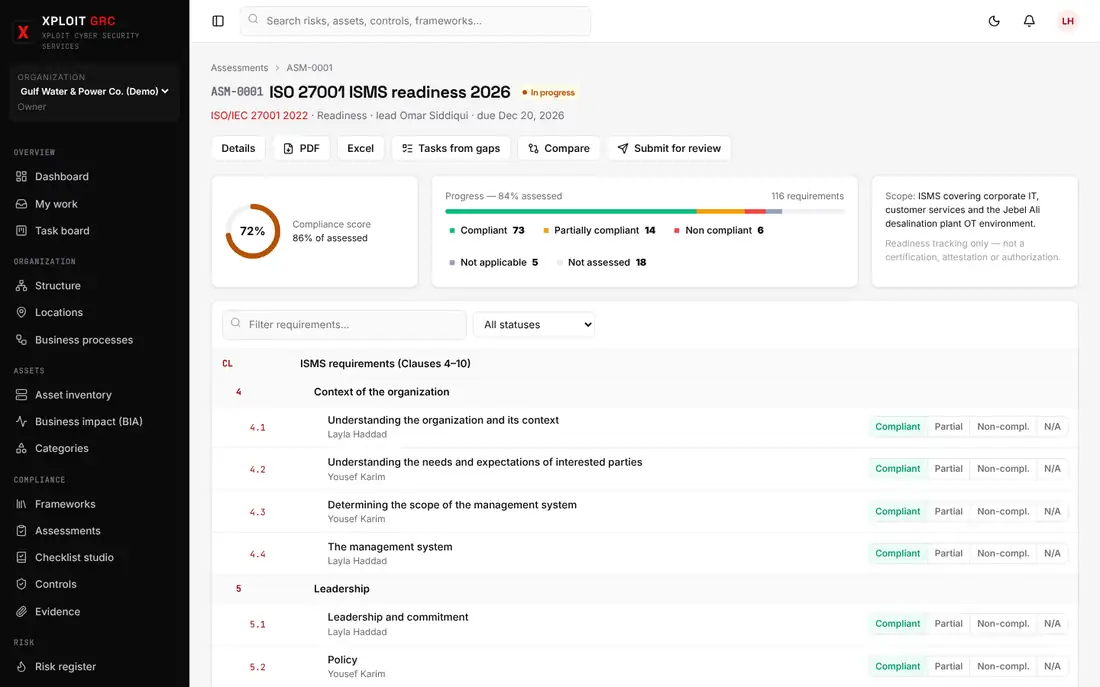 XPLOIT GRC
XPLOIT CYBER SECURITY
SERVICES
ORGANIZATION
Gulf Water & Power Co. (Demo)
Owner
OVERVIEW
Dashboard
My work
Task board
ORGANIZATION
Structure
Locations
Business processes
ASSETS
Asset inventory
Business impact (BIA)
Categories
COMPLIANCE
Frameworks
Assessments
Checklist studio
Controls
Evidence
RISK
Risk register
Search risks, assets, controls, frameworks...
LH
Assessments › ASM-0001
ASM-0001 ISO 27001 ISMS readiness 2026 In progress
ISO/IEC 27001 2022 · Readiness · lead Omar Siddiqui · due Dec 20, 2026
Details PDF Excel Tasks from gaps Compare Submit for review
72%
Compliance score
86% of assessed
Progress — 84% assessed 116 requirements
Compliant 73 Partially compliant 14 Non compliant 6
Not applicable 5 Not assessed 18
Scope: ISMS covering corporate IT,
customer services and the Jebel Ali
desalination plant OT environment.
Readiness tracking only — not a
certification, attestation or authorization.
Filter requirements... All statuses
CL ISMS requirements (Clauses 4–10)
4 Context of the organization
4.1 Understanding the organization and its context
Layla Haddad
Compliant Partial Non-compl. N/A
4.2 Understanding the needs and expectations of interested parties
Yousef Karim
Compliant Partial Non-compl. N/A
4.3 Determining the scope of the management system
Yousef Karim
Compliant Partial Non-compl. N/A
4.4 The management system
Layla Haddad
Compliant Partial Non-compl. N/A
5 Leadership
5.1 Leadership and commitment
Layla Haddad
Compliant Partial Non-compl. N/A
5.2 Policy
Yousef Karim
Compliant Partial Non-compl. N/A